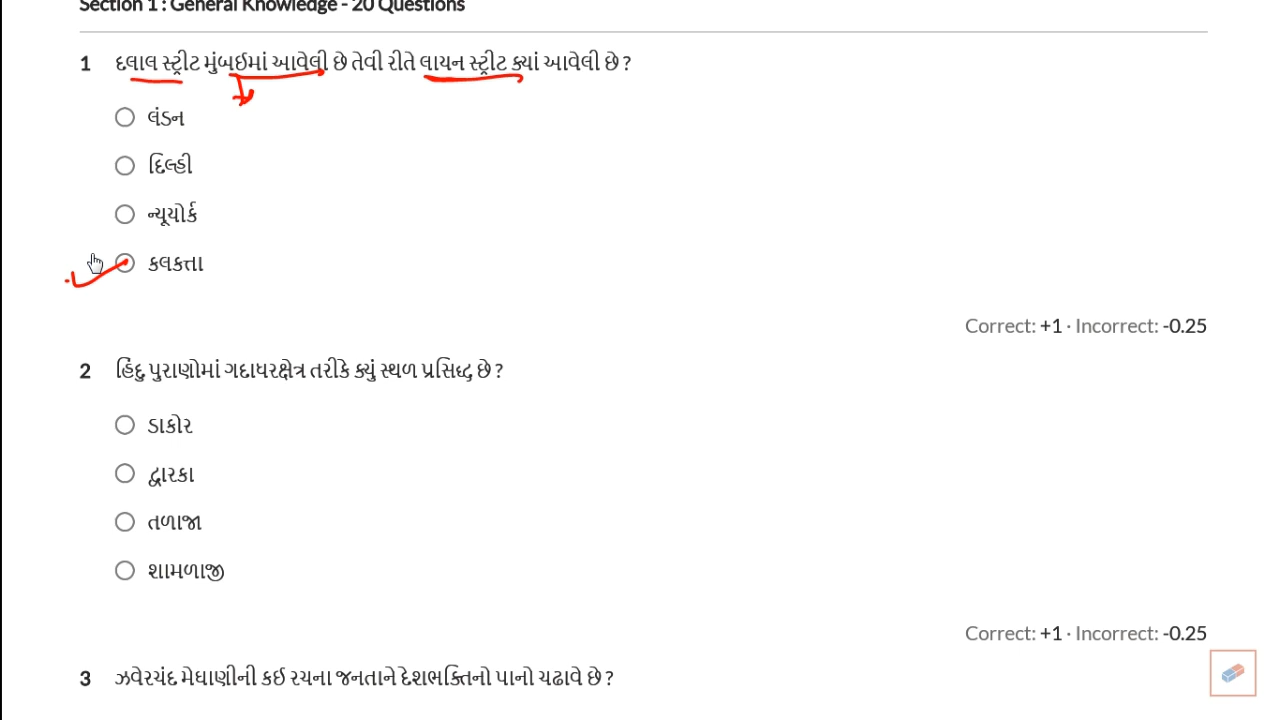 Section 1 : General Knowledge - 20 Questions
1 દલાલ સ્ટ્રીટ મુંબઈમાં આવેલી છે તેવી રીતે લાયન સ્ટ્રીટ ક્યાં આવેલી છે ?
લંડન
દિલ્હી
ન્યૂયોર્ક
કલકત્તા
Correct: +1 · Incorrect: -0.25
2 હિંદુ પુરાણોમાં ગદાધરક્ષેત્ર તરીકે ક્યું સ્થળ પ્રસિધ્દ્ર છે ?
ડાકોર
દ્વારકા
તળાજા
શામળાજી
Correct: +1 · Incorrect: -0.25
3 ઝવેરચંદ મેઘાણીની કઈ રચના જનતાને દેશભક્તિનો પાનો ચઢાવે છે ?